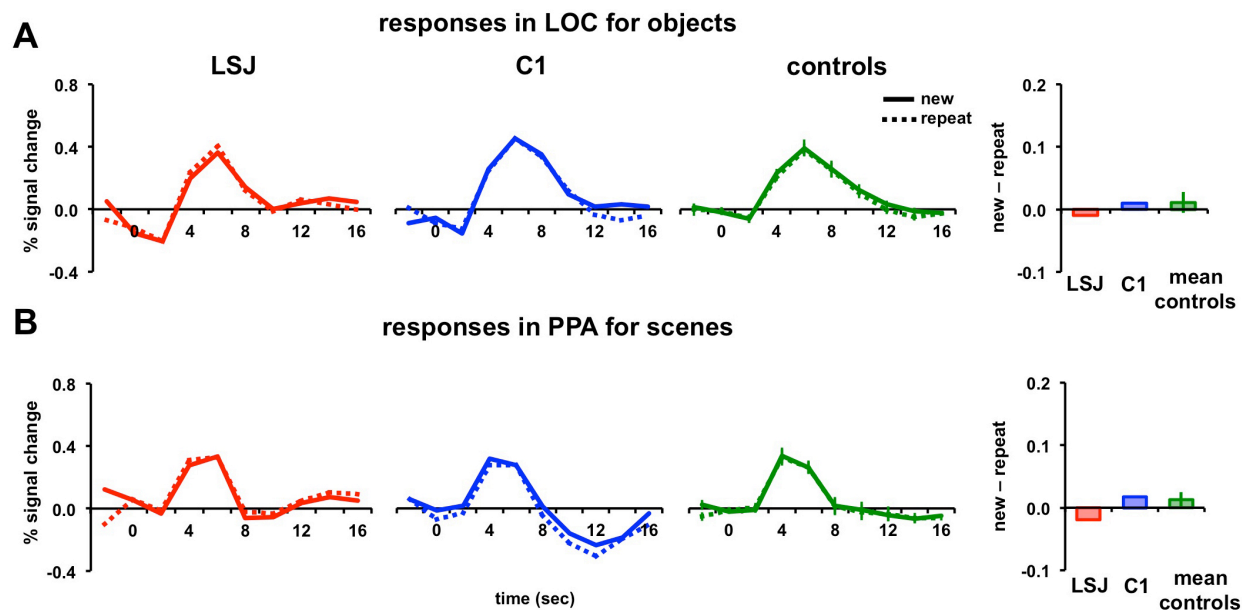 A
responses in LOC for objects
LSJ
C1
controls
new
repeat
% signal change
0.8
0.4
0.0
-0.4
0 4 8 12 16
0 4 8 12 16
0 4 8 12 16
new – repeat
0.2
0.1
0.0
-0.1
LSJ C1 mean
controls
B
responses in PPA for scenes
% signal change
0.8
0.4
0.0
-0.4
0 4 8 12 16
0 4 8 12 16
0 4 8 12 16
time (sec)
new – repeat
0.2
0.1
0.0
-0.1
LSJ C1 mean
controls